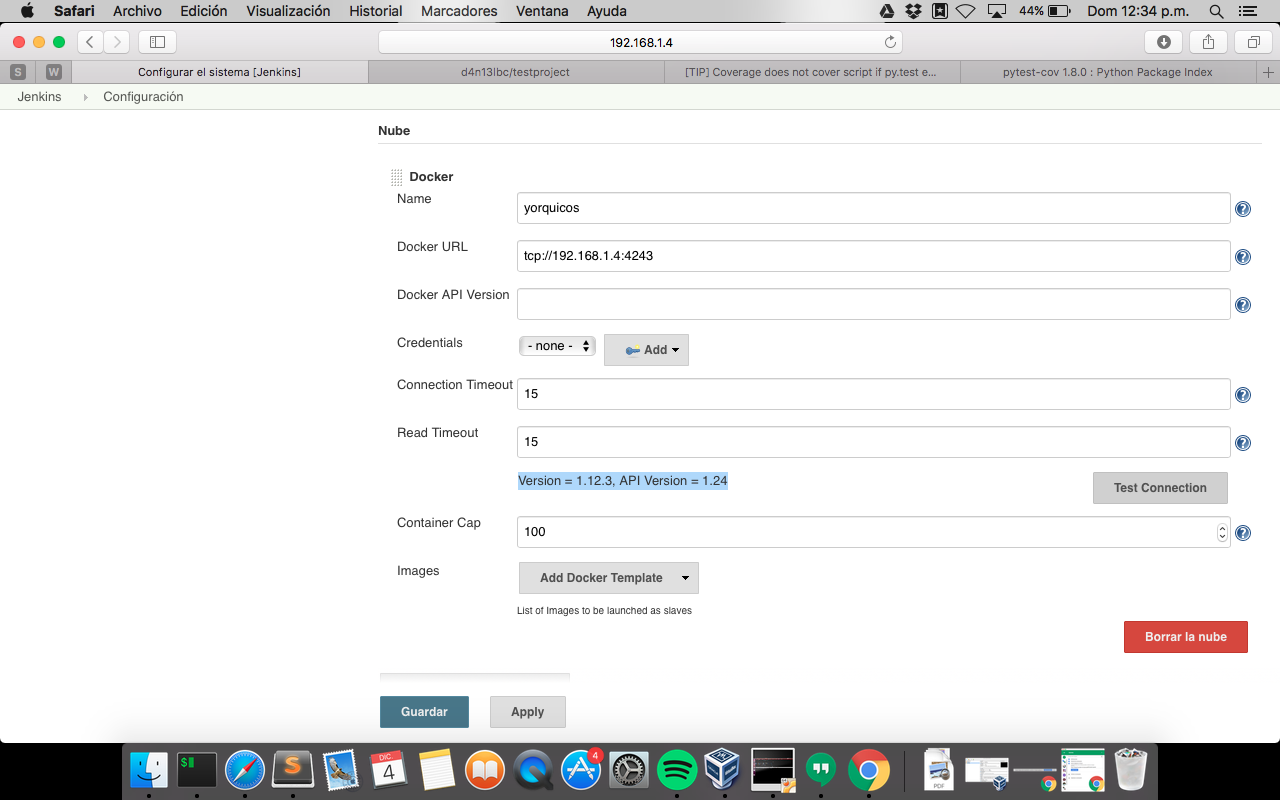 Safari Archivo Edición Visualización Historial Marcadores Ventana Ayuda 44% Dom 12:34 p.m.
192.168.1.4
S W Configurar el sistema [Jenkins] d4n13lbc/testproject [TIP] Coverage does not cover script if py.test e... pytest-cov 1.8.0 : Python Package Index
Jenkins Configuración
Nube
Docker
Name
yorquicos
Docker URL
tcp://192.168.1.4:4243
Docker API Version
Credentials
- none - Add
Connection Timeout
15
Read Timeout
15
Version = 1.12.3, API Version = 1.24
Test Connection
Container Cap
100
Images
Add Docker Template
List of Images to be launched as slaves
Borrar la nube
Guardar Apply
$
S
DIC.
4
4
PDF